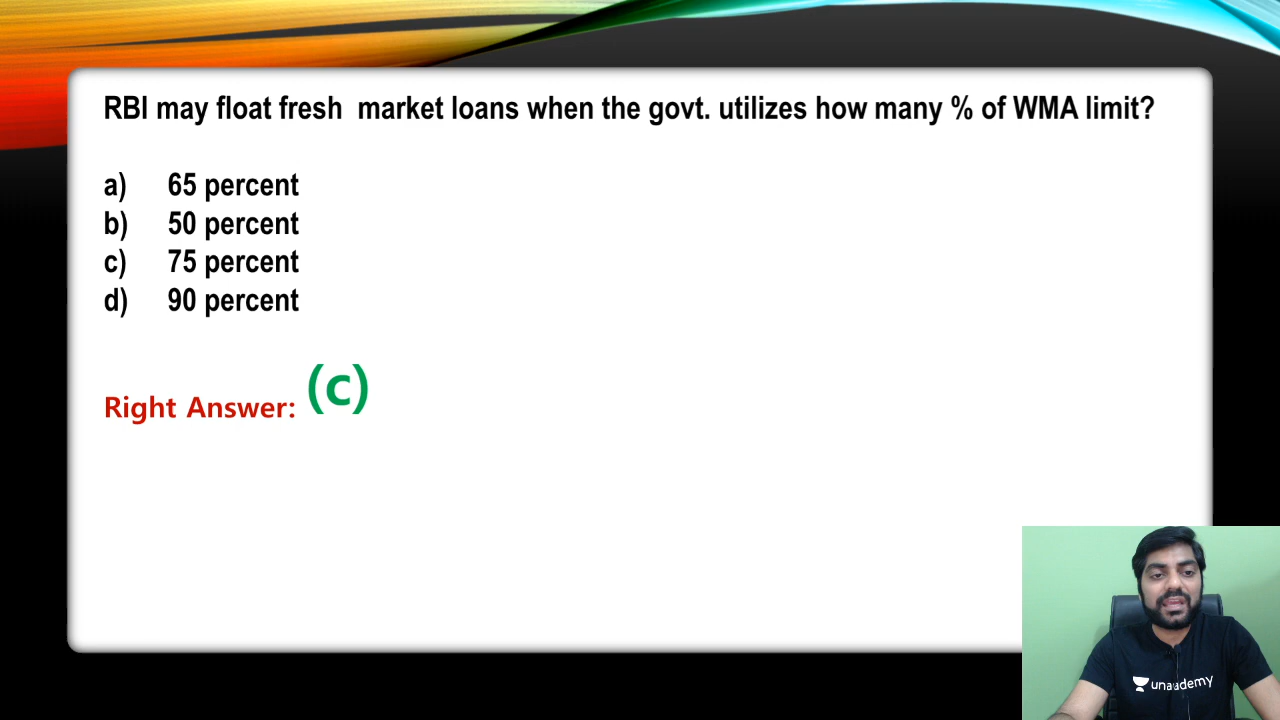 RBI may float fresh market loans when the govt. utilizes how many % of WMA limit?
a) 65 percent
b) 50 percent
c) 75 percent
d) 90 percent
Right Answer: (c)
unacademy